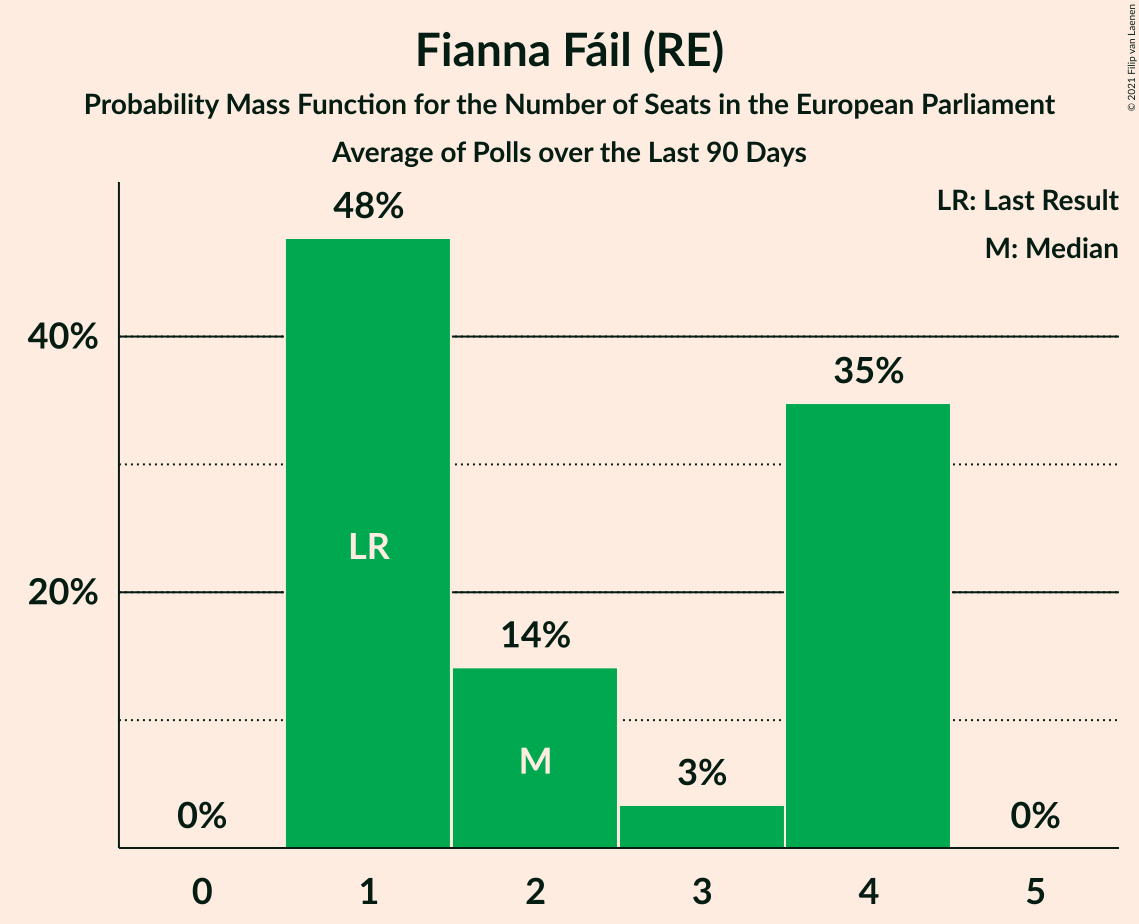 Fianna Fáil (RE)
Probability Mass Function for the Number of Seats in the European Parliament
Average of Polls over the Last 90 Days
© 2021 Filip van Laenen
LR: Last Result
M: Median
48%
40%
35%
LR
20%
14%
M
3%
0%
0%
0 1 2 3 4 5